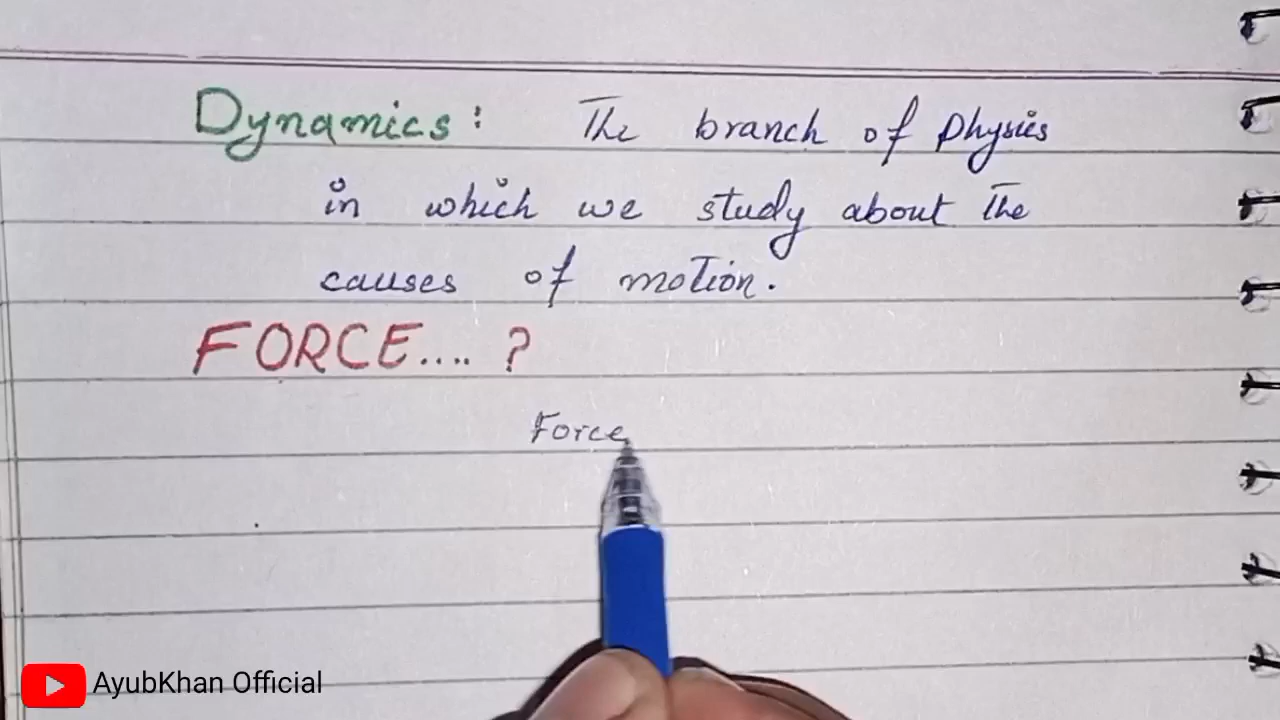 Dynamics: The branch of physics
in which we study about the
causes of motion.
FORCE.... ?
Force
AyubKhan Official